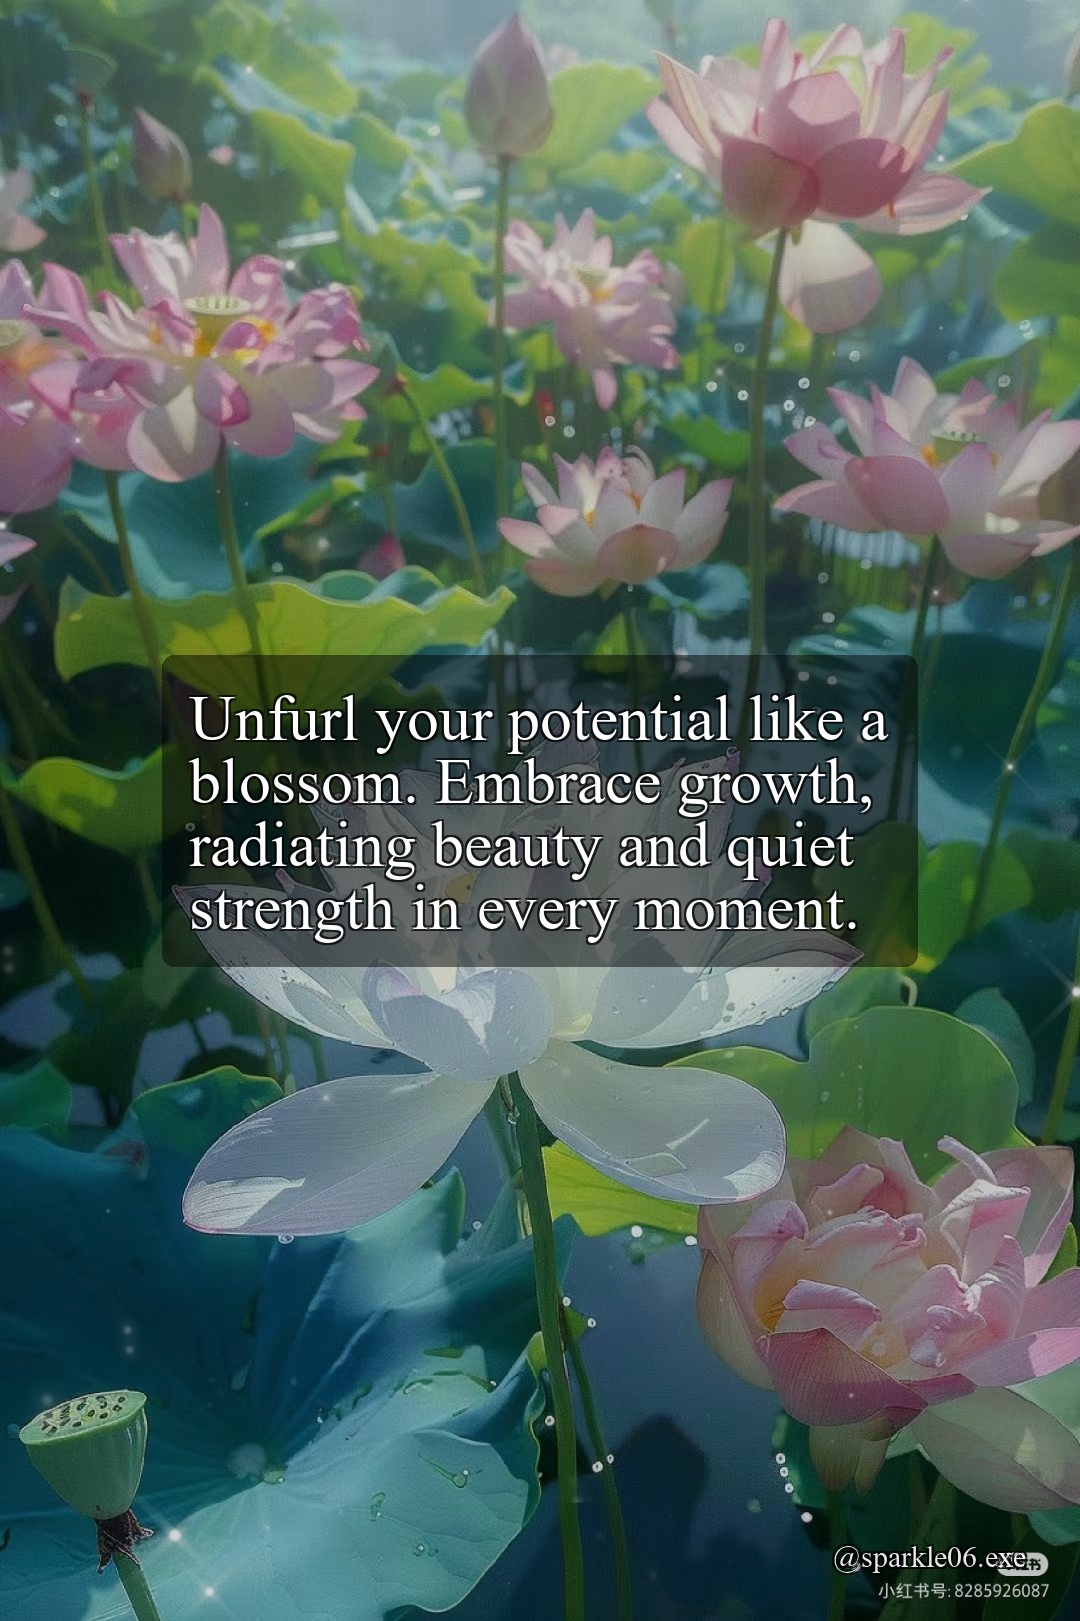 Unfurl your potential like a
blossom. Embrace growth,
radiating beauty and quiet
strength in every moment.
@sparkle06.exe
小红书号: 8285926087